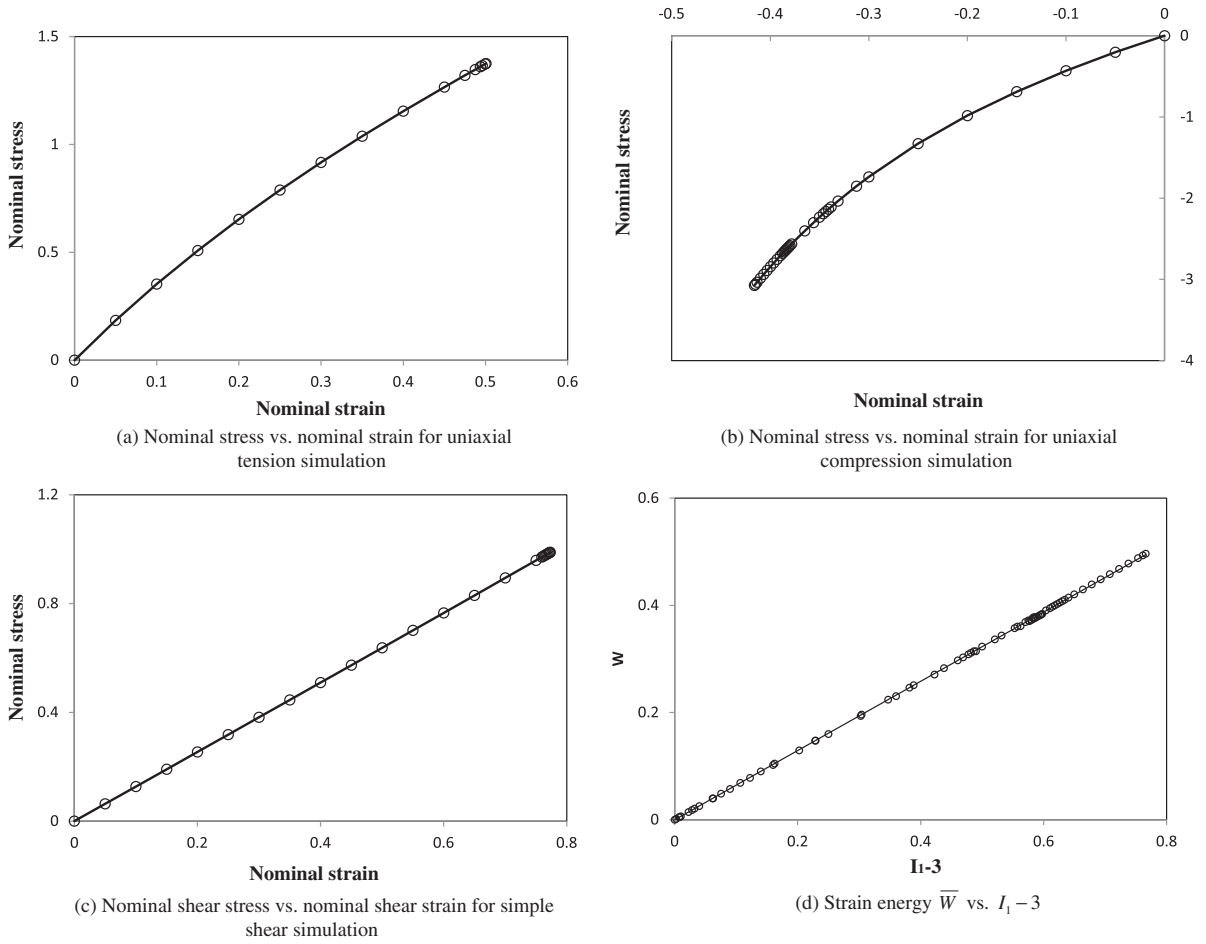 1.5
1
0.5
0
0 0.1 0.2 0.3 0.4 0.5 0.6
Nominal stress
Nominal strain
(a) Nominal stress vs. nominal strain for uniaxial
tension simulation
-0.5 -0.4 -0.3 -0.2 -0.1 0
0
-1
-2
-3
-4
Nominal stress
Nominal strain
(b) Nominal stress vs. nominal strain for uniaxial
compression simulation
1.2
0.8
0.4
0
0 0.2 0.4 0.6 0.8
Nominal stress
Nominal strain
(c) Nominal shear stress vs. nominal shear strain for simple
shear simulation
0.6
0.4
0.2
0
0 0.2 0.4 0.6 0.8
W
I₁-3
(d) Strain energy W̅ vs. I₁ − 3